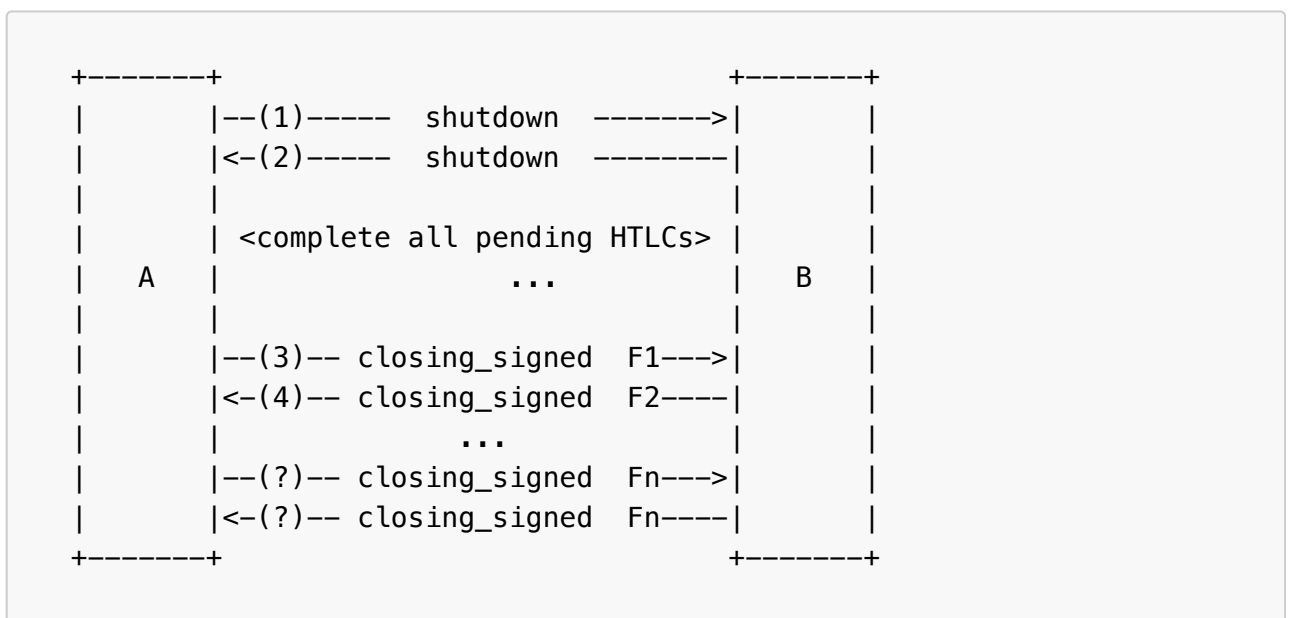 +-------+                              +-------+
|       |--(1)-----  shutdown  ------->|       |
|       |<-(2)-----  shutdown  --------|       |
|       |                              |       |
|       | <complete all pending HTLCs> |       |
|   A   |                 ...          |   B   |
|       |                              |       |
|       |--(3)-- closing_signed  F1--->|       |
|       |<-(4)-- closing_signed  F2----|       |
|       |              ...             |       |
|       |--(?)-- closing_signed  Fn--->|       |
|       |<-(?)-- closing_signed  Fn----|       |
+-------+                              +-------+